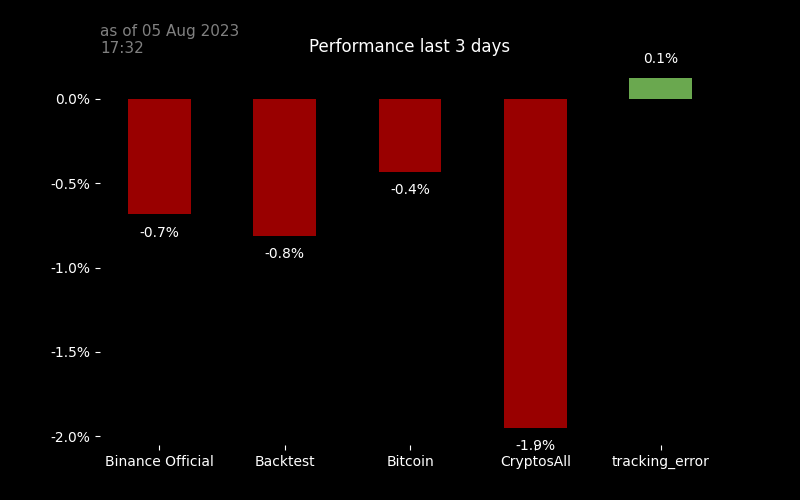 as of 05 Aug 2023
17:32
Performance last 3 days
0.1%
0.0%
-0.5%
-0.4%
-0.7%
-0.8%
-1.0%
-1.5%
-2.0%
-1.9%
Binance Official
Backtest
Bitcoin
CryptosAll
tracking_error